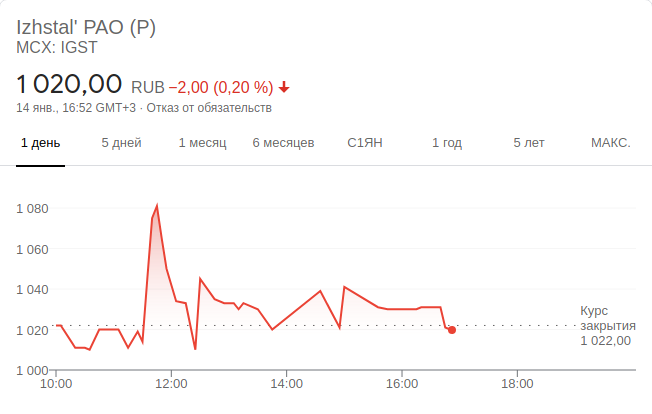 Izhstal' PAO (P)
MCX: IGST
1 020,00 RUB −2,00 (0,20 %)
14 янв., 16:52 GMT+3 · Отказ от обязательств
1 день 5 дней 1 месяц 6 месяцев С1ЯН 1 год 5 лет МАКС.
1 080
1 060
1 040
1 020
1 000
Курс
закрытия
1 022,00
10:00 12:00 14:00 16:00 18:00